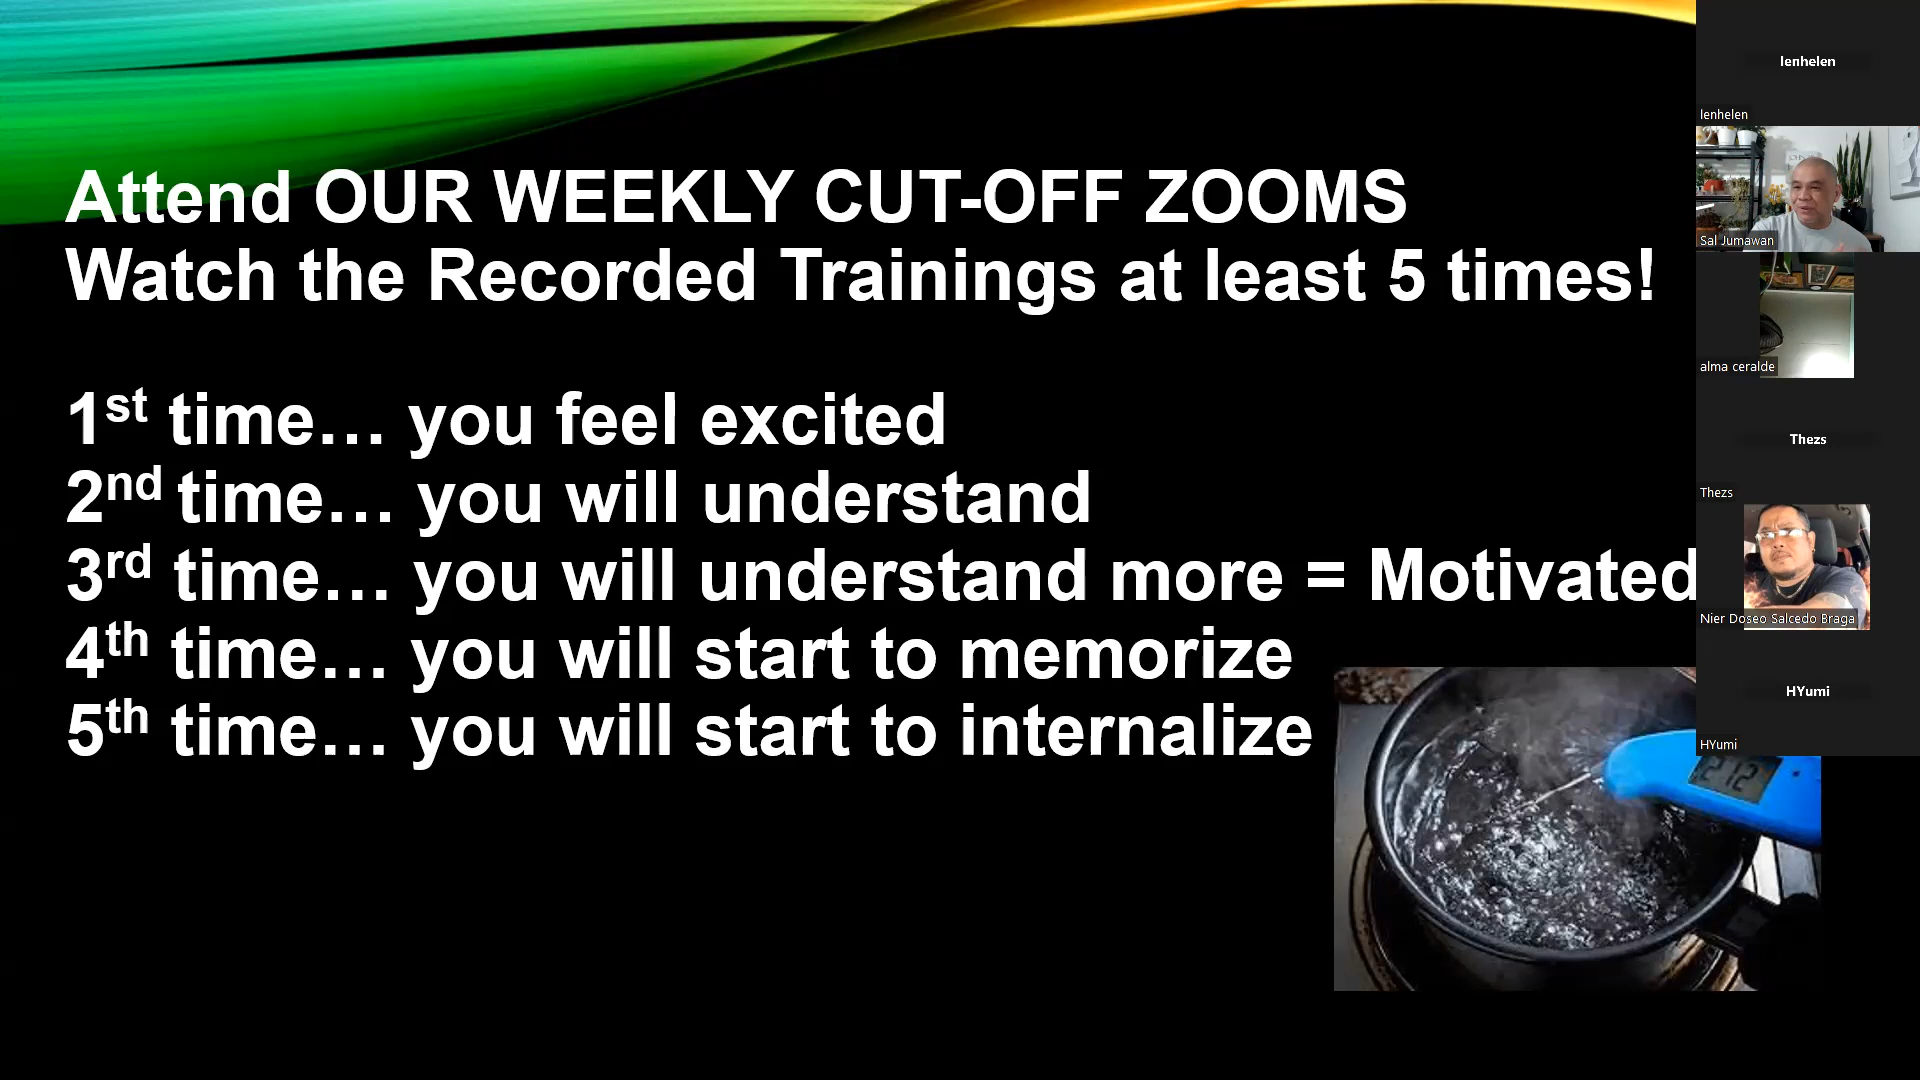 Attend OUR WEEKLY CUT-OFF ZOOMS
Watch the Recorded Trainings at least 5 times!
1st time… you feel excited
2nd time… you will understand
3rd time… you will understand more = Motivated
4th time… you will start to memorize
5th time… you will start to internalize
212
lenhelen
lenhelen
Sal Jumawan
alma ceralde
Thezs
Thezs
Nier Doseo Salcedo Braga
HYumi
HYumi